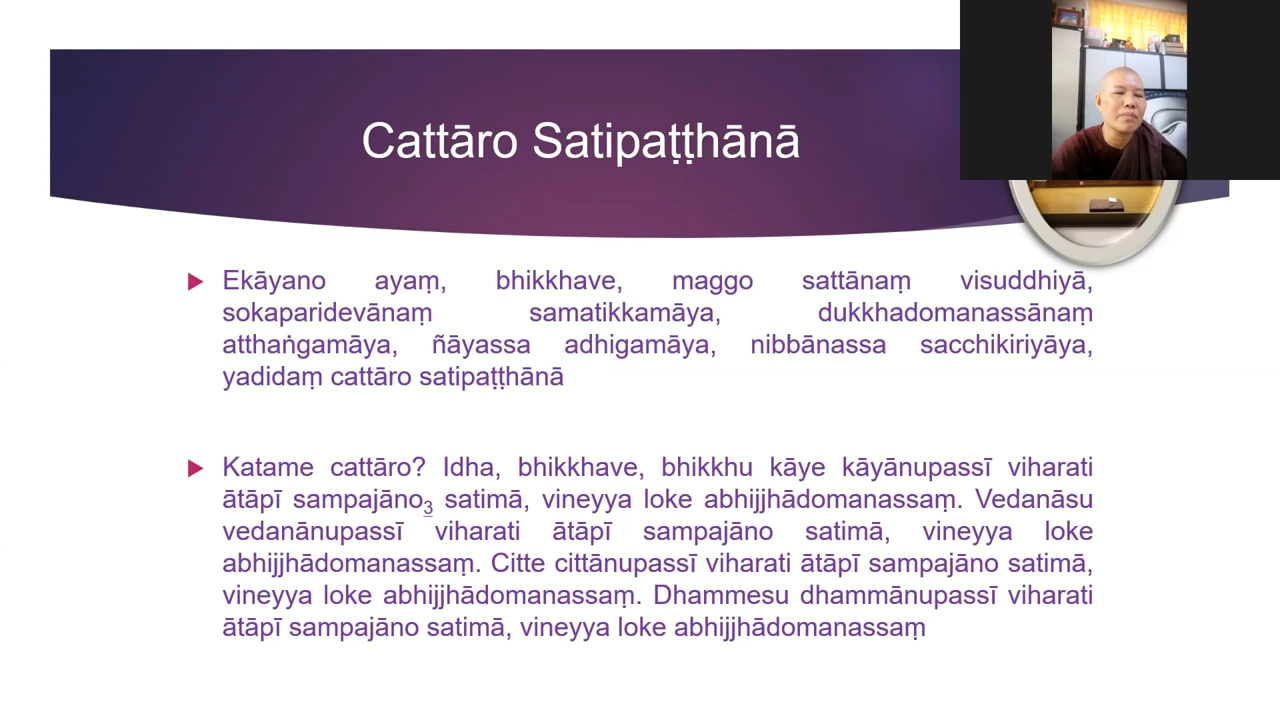 Cattāro Satipaṭṭhānā
Ekāyano ayaṃ, bhikkhave, maggo sattānaṃ visuddhiyā,
sokaparidevānaṃ samatikkamāya, dukkhadomanassānaṃ
atthaṅgamāya, ñāyassa adhigamāya, nibbānassa sacchikiriyāya,
yadidaṃ cattāro satipaṭṭhānā
Katame cattāro? Idha, bhikkhave, bhikkhu kāye kāyānupassī viharati
ātāpī sampajāno3 satimā, vineyya loke abhijjhādomanassaṃ. Vedanāsu
vedanānupassī viharati ātāpī sampajāno satimā, vineyya loke
abhijjhādomanassaṃ. Citte cittānupassī viharati ātāpī sampajāno satimā,
vineyya loke abhijjhādomanassaṃ. Dhammesu dhammānupassī viharati
ātāpī sampajāno satimā, vineyya loke abhijjhādomanassaṃ